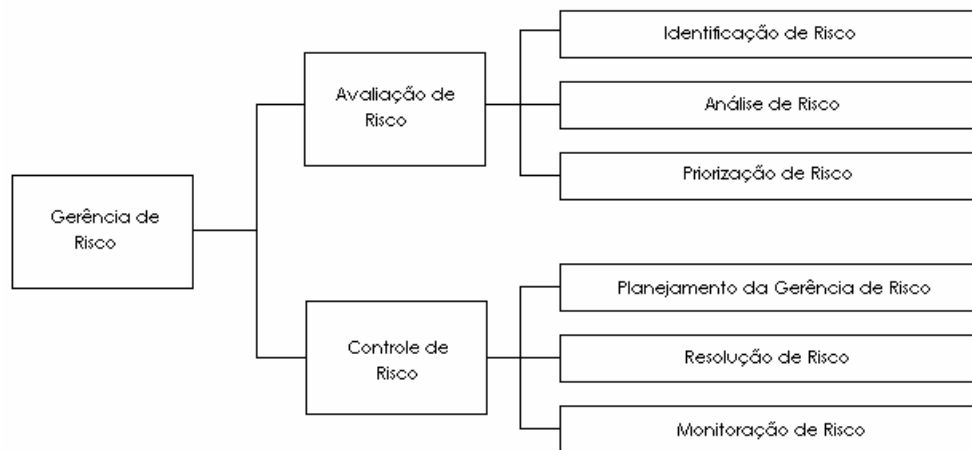 Gerência de
Risco
Avaliação de
Risco
Identificação de Risco
Análise de Risco
Priorização de Risco
Controle de
Risco
Planejamento da Gerência de Risco
Resolução de Risco
Monitoração de Risco